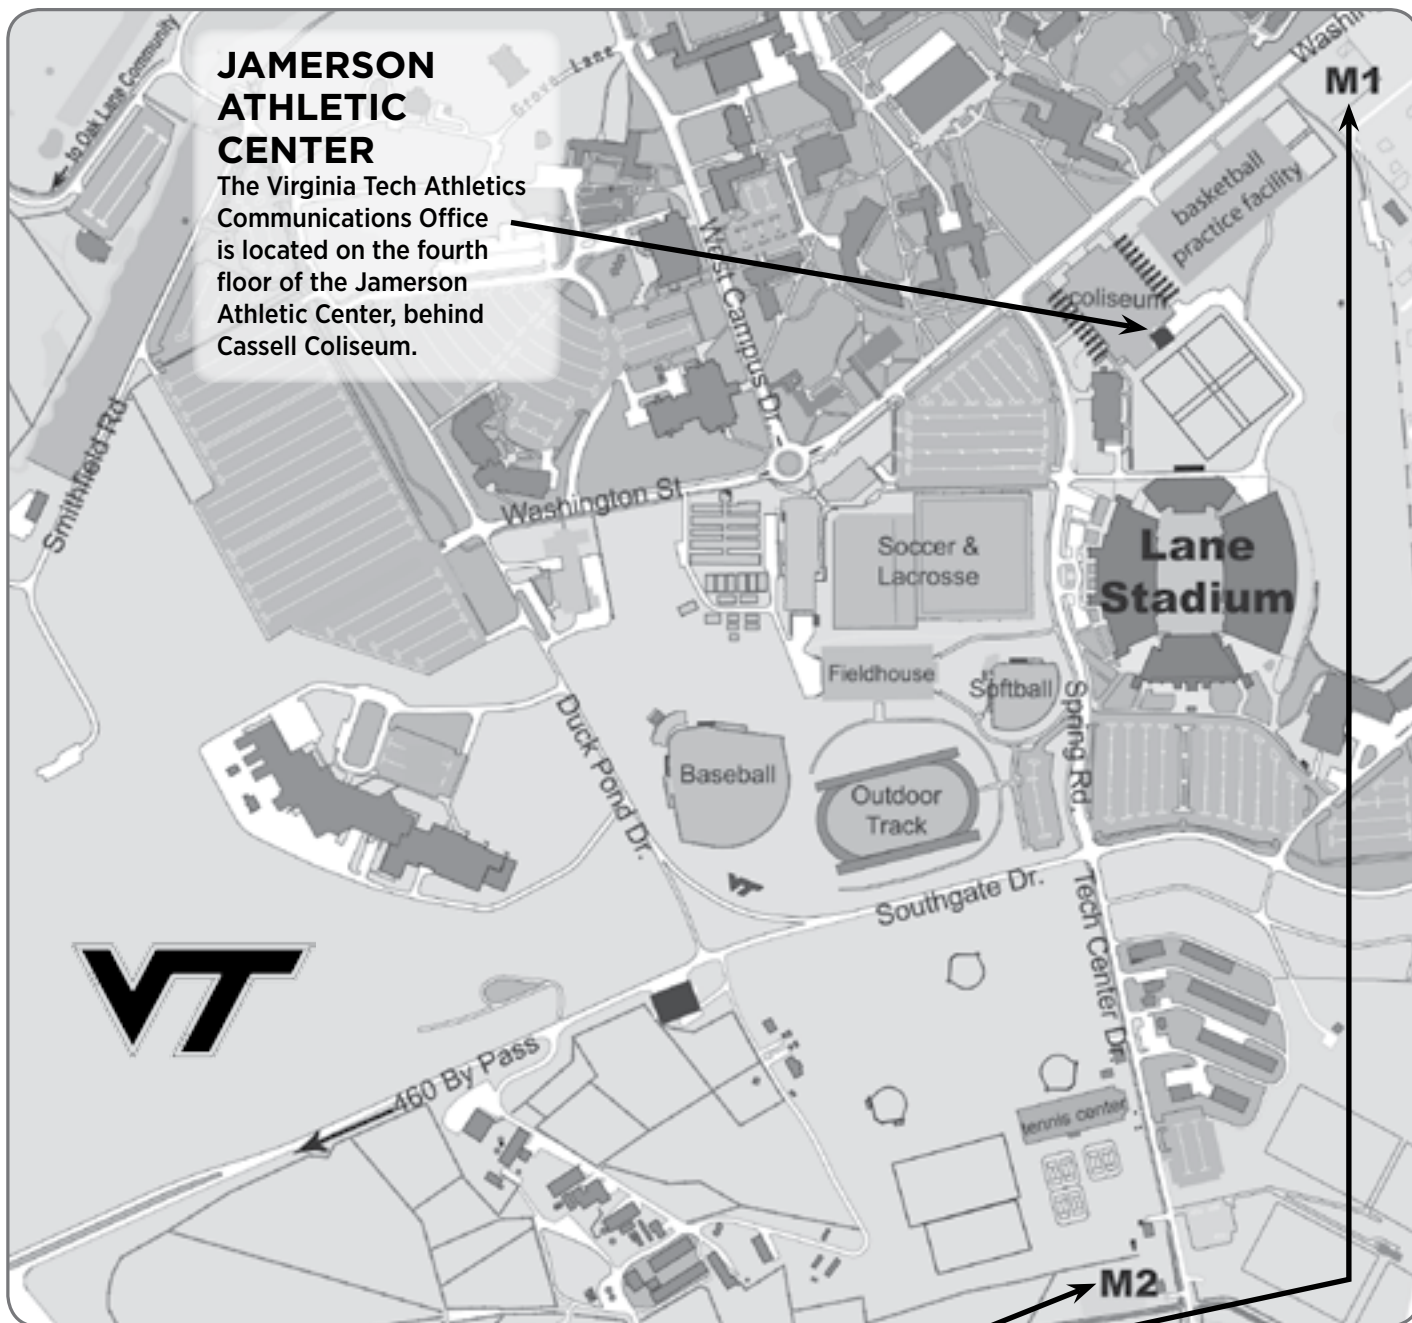 JAMERSON
ATHLETIC
CENTER
The Virginia Tech Athletics
Communications Office
is located on the fourth
floor of the Jamerson
Athletic Center, behind
Cassell Coliseum.
to Oak Lane Community
Grove Lane
M1
basketball
practice facility
West Campus Dr.
coliseum
Smithfield Rd
Washington St
Soccer &
Lacrosse
Lane
Stadium
Fieldhouse
Softball
Spring Rd.
Duck Pond Dr.
Baseball
Outdoor
Track
VT
Southgate Dr.
Tech Center Dr.
VT
460 By Pass
tennis center
M2